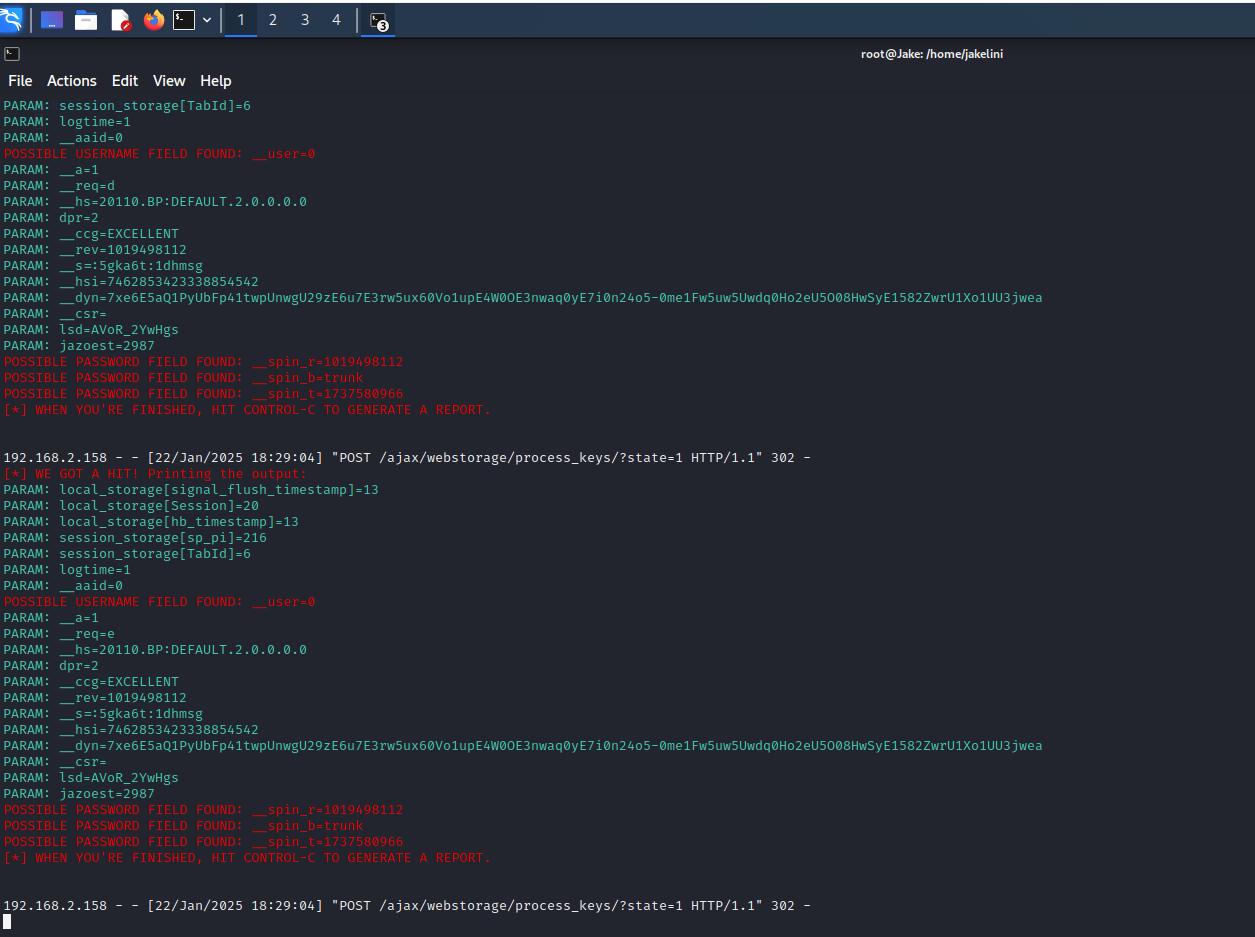 1 2 3 4 3
root@Jake: /home/jakelini
File Actions Edit View Help
PARAM: session_storage[TabId]=6
PARAM: logtime=1
PARAM: __aaid=0
POSSIBLE USERNAME FIELD FOUND: __user=0
PARAM: __a=1
PARAM: __req=d
PARAM: __hs=20110.BP:DEFAULT.2.0.0.0.0
PARAM: dpr=2
PARAM: __ccg=EXCELLENT
PARAM: __rev=1019498112
PARAM: __s=:5gka6t:1dhmsg
PARAM: __hsi=7462853423338854542
PARAM: __dyn=7xe6E5aQ1PyUbFp41twpUnwgU29zE6u7E3rw5ux60Vo1upE4W0OE3nwaq0yE7i0n24o5-0me1Fw5uw5Uwdq0Ho2eU5O08HwSyE1582ZwrU1Xo1UU3jwea
PARAM: __csr=
PARAM: lsd=AVoR_2YwHgs
PARAM: jazoest=2987
POSSIBLE PASSWORD FIELD FOUND: __spin_r=1019498112
POSSIBLE PASSWORD FIELD FOUND: __spin_b=trunk
POSSIBLE PASSWORD FIELD FOUND: __spin_t=1737580966
[*] WHEN YOU'RE FINISHED, HIT CONTROL-C TO GENERATE A REPORT.
192.168.2.158 - - [22/Jan/2025 18:29:04] "POST /ajax/webstorage/process_keys/?state=1 HTTP/1.1" 302 -
[*] WE GOT A HIT! Printing the output:
PARAM: local_storage[signal_flush_timestamp]=13
PARAM: local_storage[Session]=20
PARAM: local_storage[hb_timestamp]=13
PARAM: session_storage[sp_pi]=216
PARAM: session_storage[TabId]=6
PARAM: logtime=1
PARAM: __aaid=0
POSSIBLE USERNAME FIELD FOUND: __user=0
PARAM: __a=1
PARAM: __req=e
PARAM: __hs=20110.BP:DEFAULT.2.0.0.0.0
PARAM: dpr=2
PARAM: __ccg=EXCELLENT
PARAM: __rev=1019498112
PARAM: __s=:5gka6t:1dhmsg
PARAM: __hsi=7462853423338854542
PARAM: __dyn=7xe6E5aQ1PyUbFp41twpUnwgU29zE6u7E3rw5ux60Vo1upE4W0OE3nwaq0yE7i0n24o5-0me1Fw5uw5Uwdq0Ho2eU5O08HwSyE1582ZwrU1Xo1UU3jwea
PARAM: __csr=
PARAM: lsd=AVoR_2YwHgs
PARAM: jazoest=2987
POSSIBLE PASSWORD FIELD FOUND: __spin_r=1019498112
POSSIBLE PASSWORD FIELD FOUND: __spin_b=trunk
POSSIBLE PASSWORD FIELD FOUND: __spin_t=1737580966
[*] WHEN YOU'RE FINISHED, HIT CONTROL-C TO GENERATE A REPORT.
192.168.2.158 - - [22/Jan/2025 18:29:04] "POST /ajax/webstorage/process_keys/?state=1 HTTP/1.1" 302 -